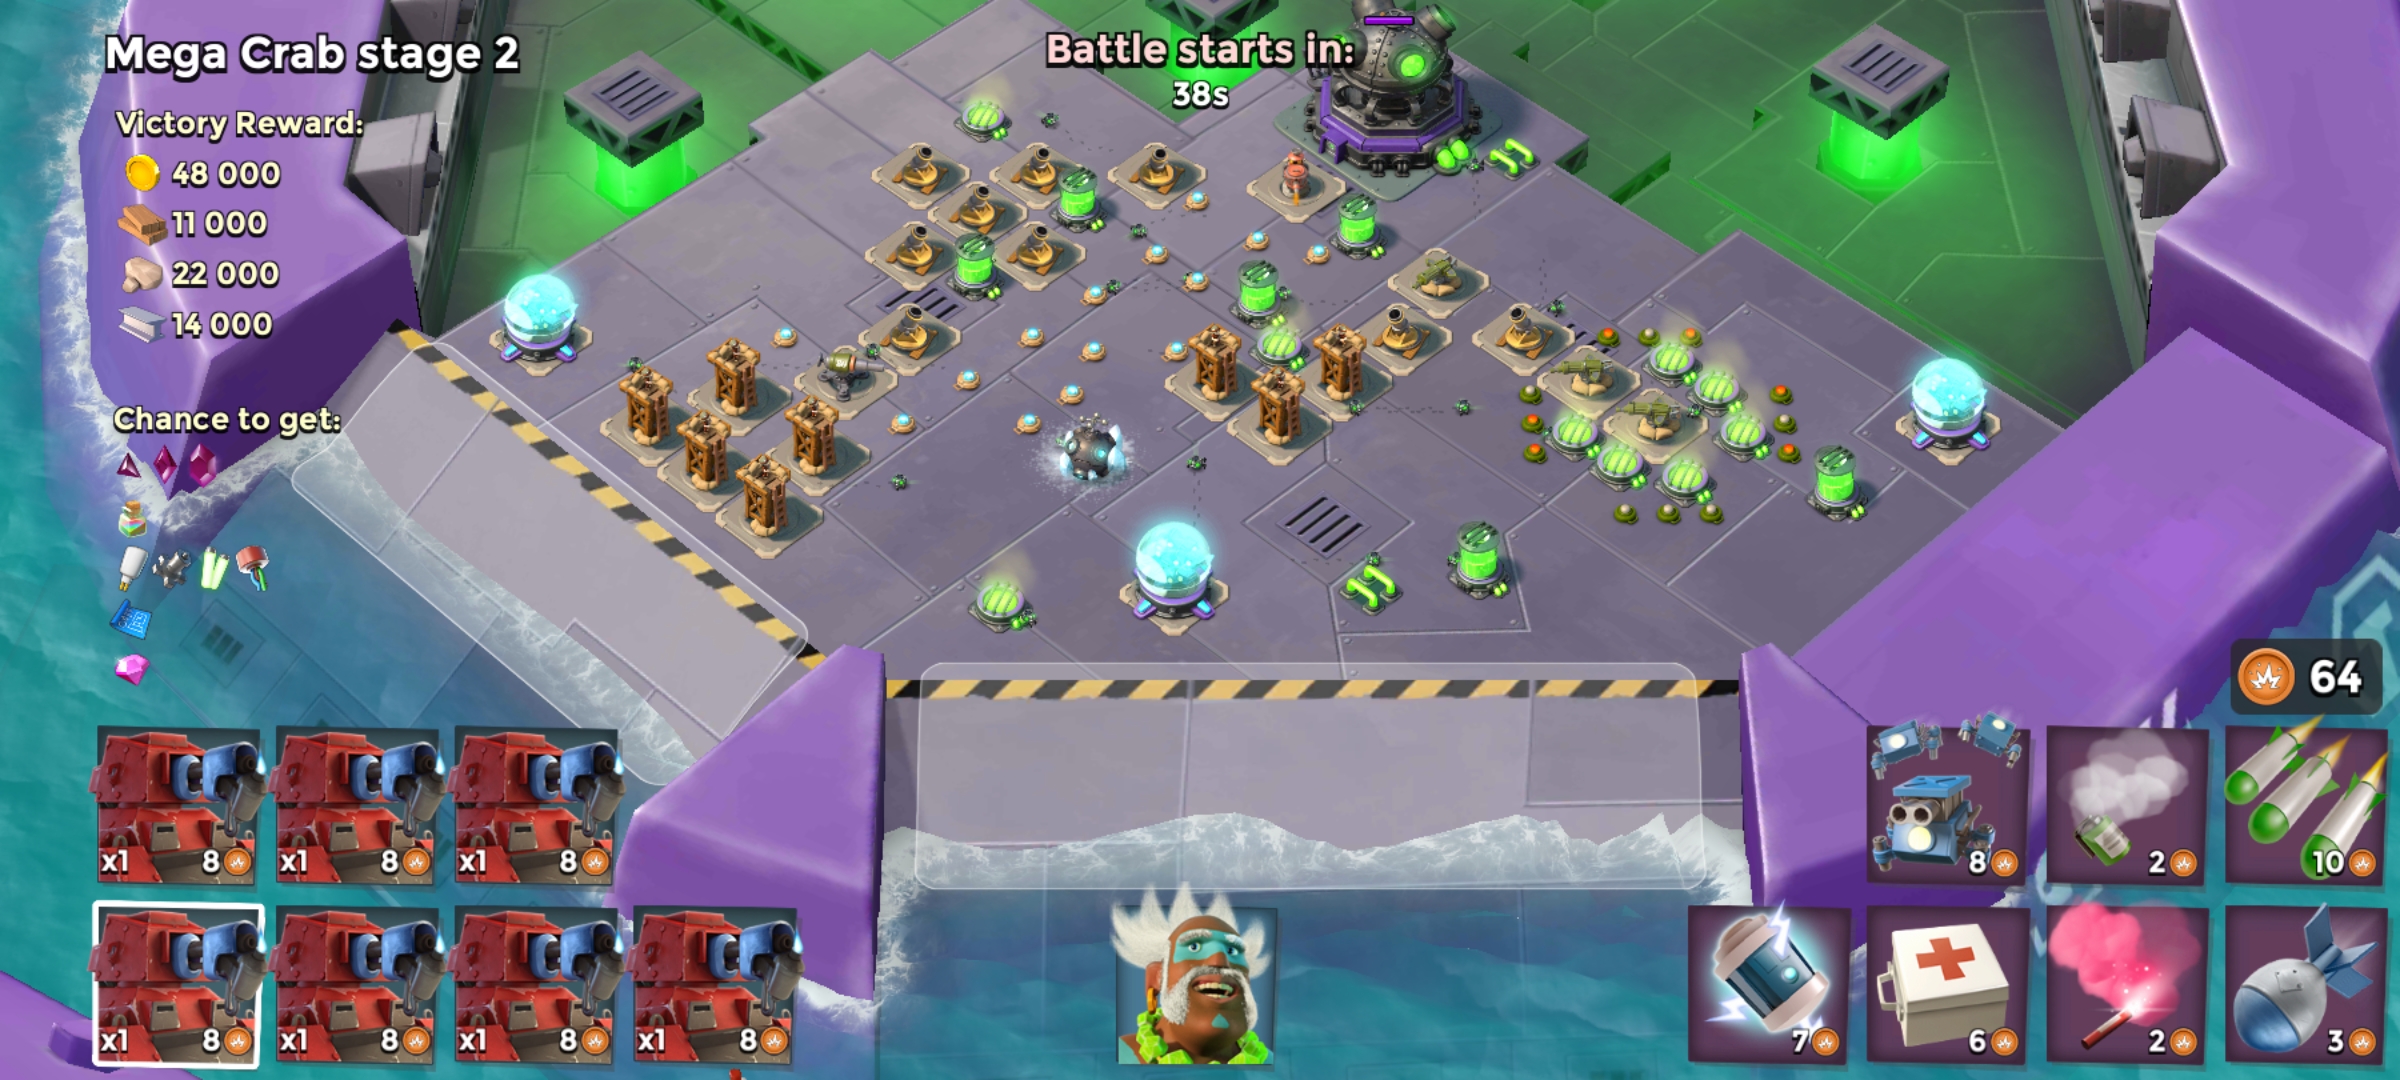 Mega Crab stage 2
Battle starts in:
38s
Victory Reward:
48 000
11 000
22 000
14 000
Chance to get:
64
x1 8
x1 8
x1 8
8
2
10
x1 8
x1 8
x1 8
x1 8
7
6
2
3